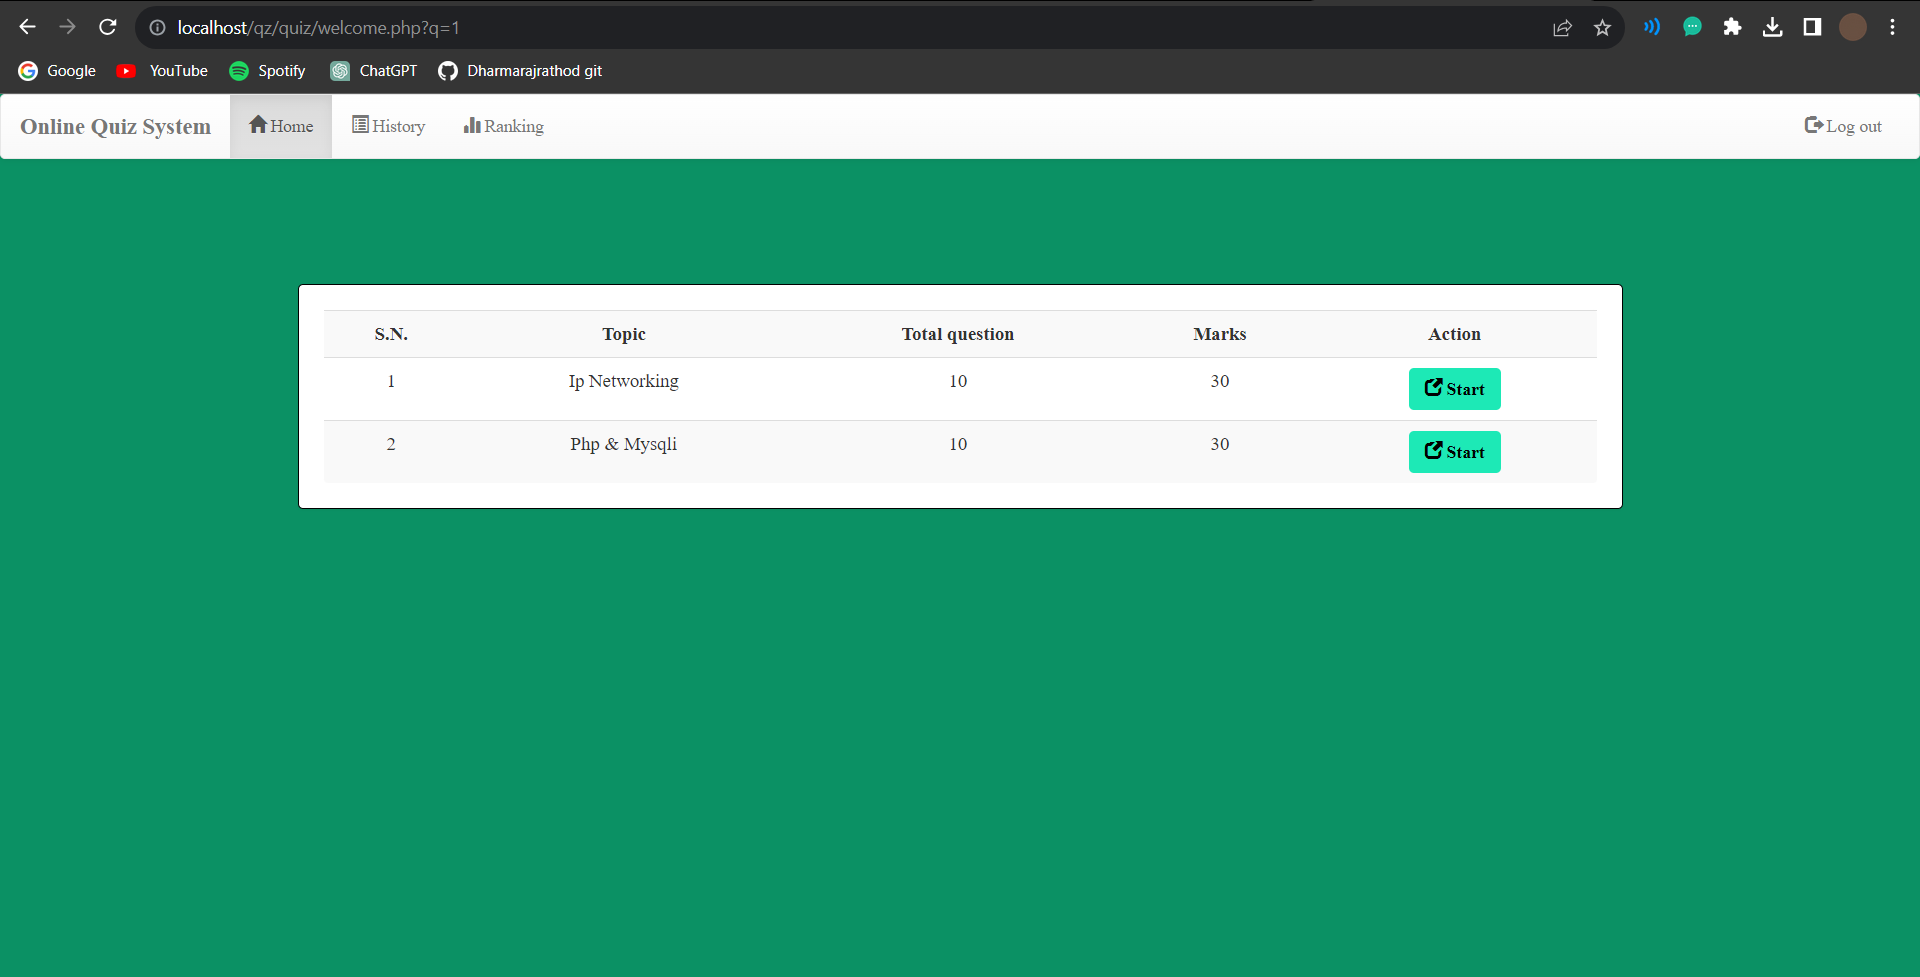 localhost/qz/quiz/welcome.php?q=1
Google YouTube Spotify ChatGPT Dharmarajrathod git
Online Quiz System Home History Ranking Log out
S.N. Topic Total question Marks Action
1 Ip Networking 10 30 Start
2 Php & Mysqli 10 30 Start